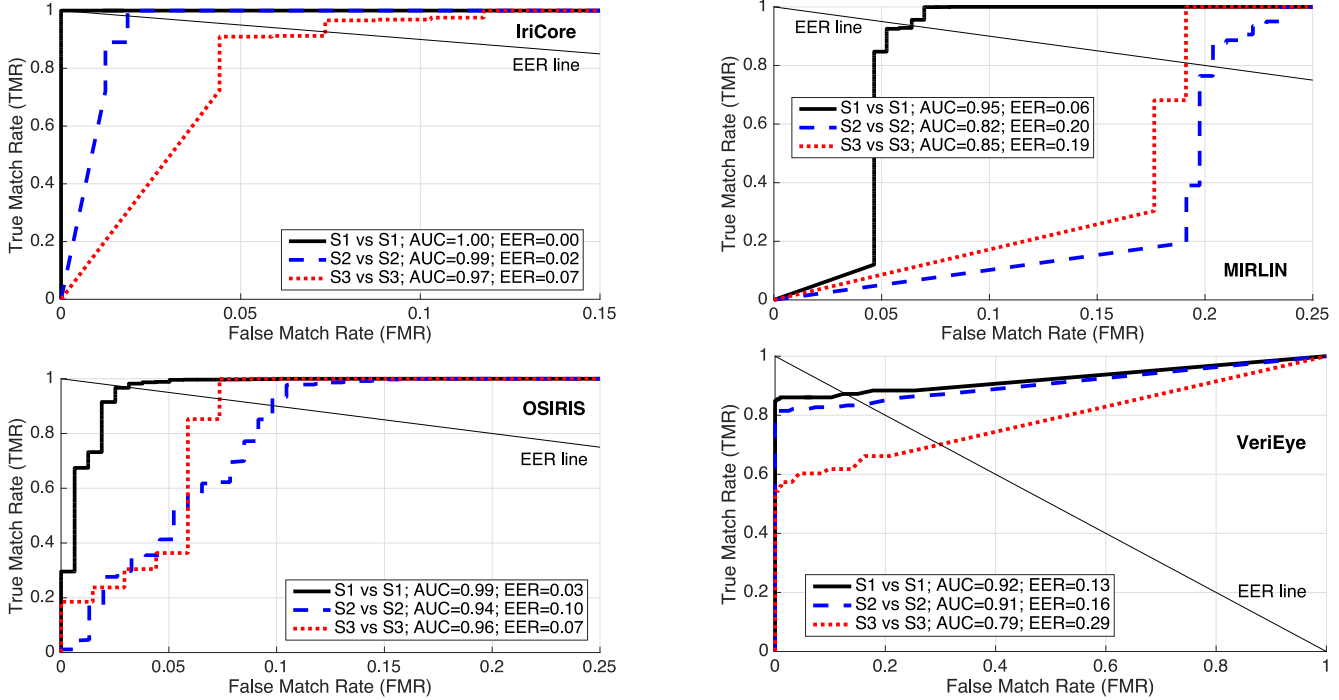 True Match Rate (TMR)
1
0.8
0.6
0.4
0.2
0
IriCore
EER line
S1 vs S1; AUC=1.00; EER=0.00
S2 vs S2; AUC=0.99; EER=0.02
S3 vs S3; AUC=0.97; EER=0.07
0 0.05 0.1 0.15
False Match Rate (FMR)
True Match Rate (TMR)
1
0.8
0.6
0.4
0.2
0
EER line
S1 vs S1; AUC=0.95; EER=0.06
S2 vs S2; AUC=0.82; EER=0.20
S3 vs S3; AUC=0.85; EER=0.19
MIRLIN
0 0.05 0.1 0.15 0.2 0.25
False Match Rate (FMR)
True Match Rate (TMR)
1
0.8
0.6
0.4
0.2
0
OSIRIS
EER line
S1 vs S1; AUC=0.99; EER=0.03
S2 vs S2; AUC=0.94; EER=0.10
S3 vs S3; AUC=0.96; EER=0.07
0 0.05 0.1 0.15 0.2 0.25
False Match Rate (FMR)
True Match Rate (TMR)
1
0.8
0.6
0.4
0.2
0
VeriEye
EER line
S1 vs S1; AUC=0.92; EER=0.13
S2 vs S2; AUC=0.91; EER=0.16
S3 vs S3; AUC=0.79; EER=0.29
0 0.2 0.4 0.6 0.8 1
False Match Rate (FMR)